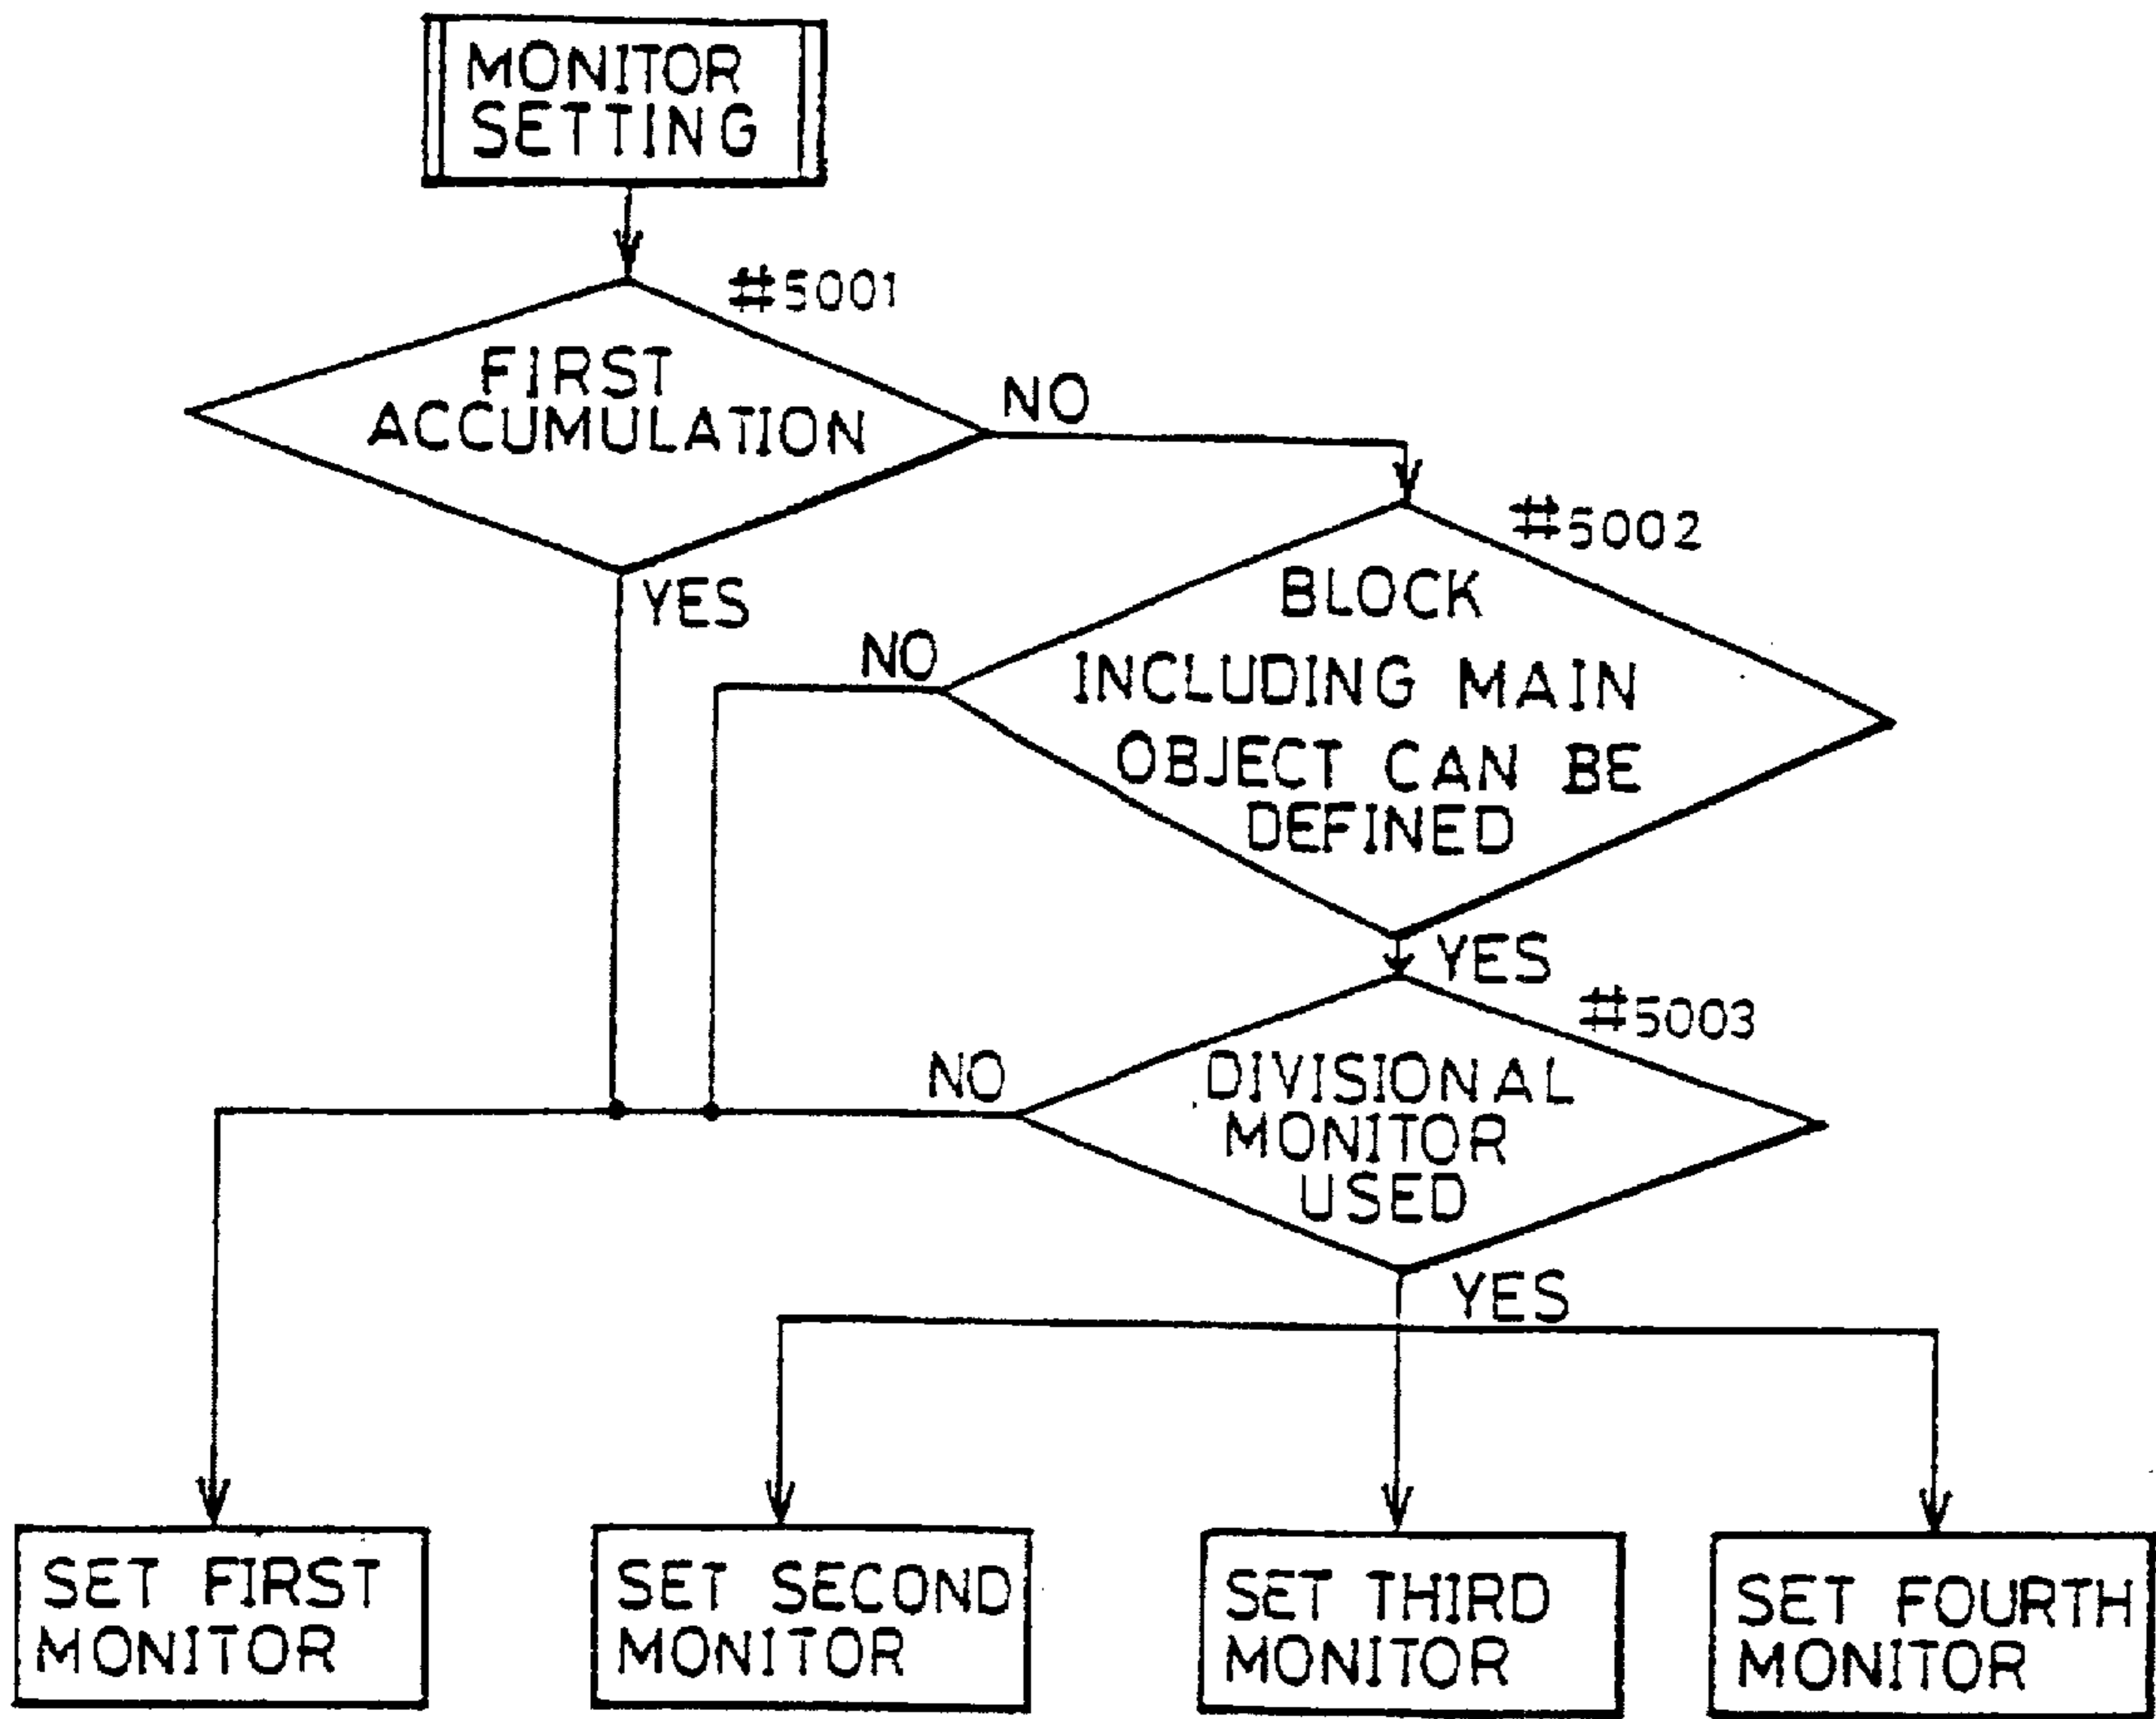 MONITOR
SETTING
#5001
FIRST
ACCUMULATION
NO
YES
#5002
BLOCK
INCLUDING MAIN
OBJECT CAN BE
DEFINED
NO
YES
#5003
DIVISIONAL
MONITOR
USED
NO
YES
SET FIRST
MONITOR
SET SECOND
MONITOR
SET THIRD
MONITOR
SET FOURTH
MONITOR